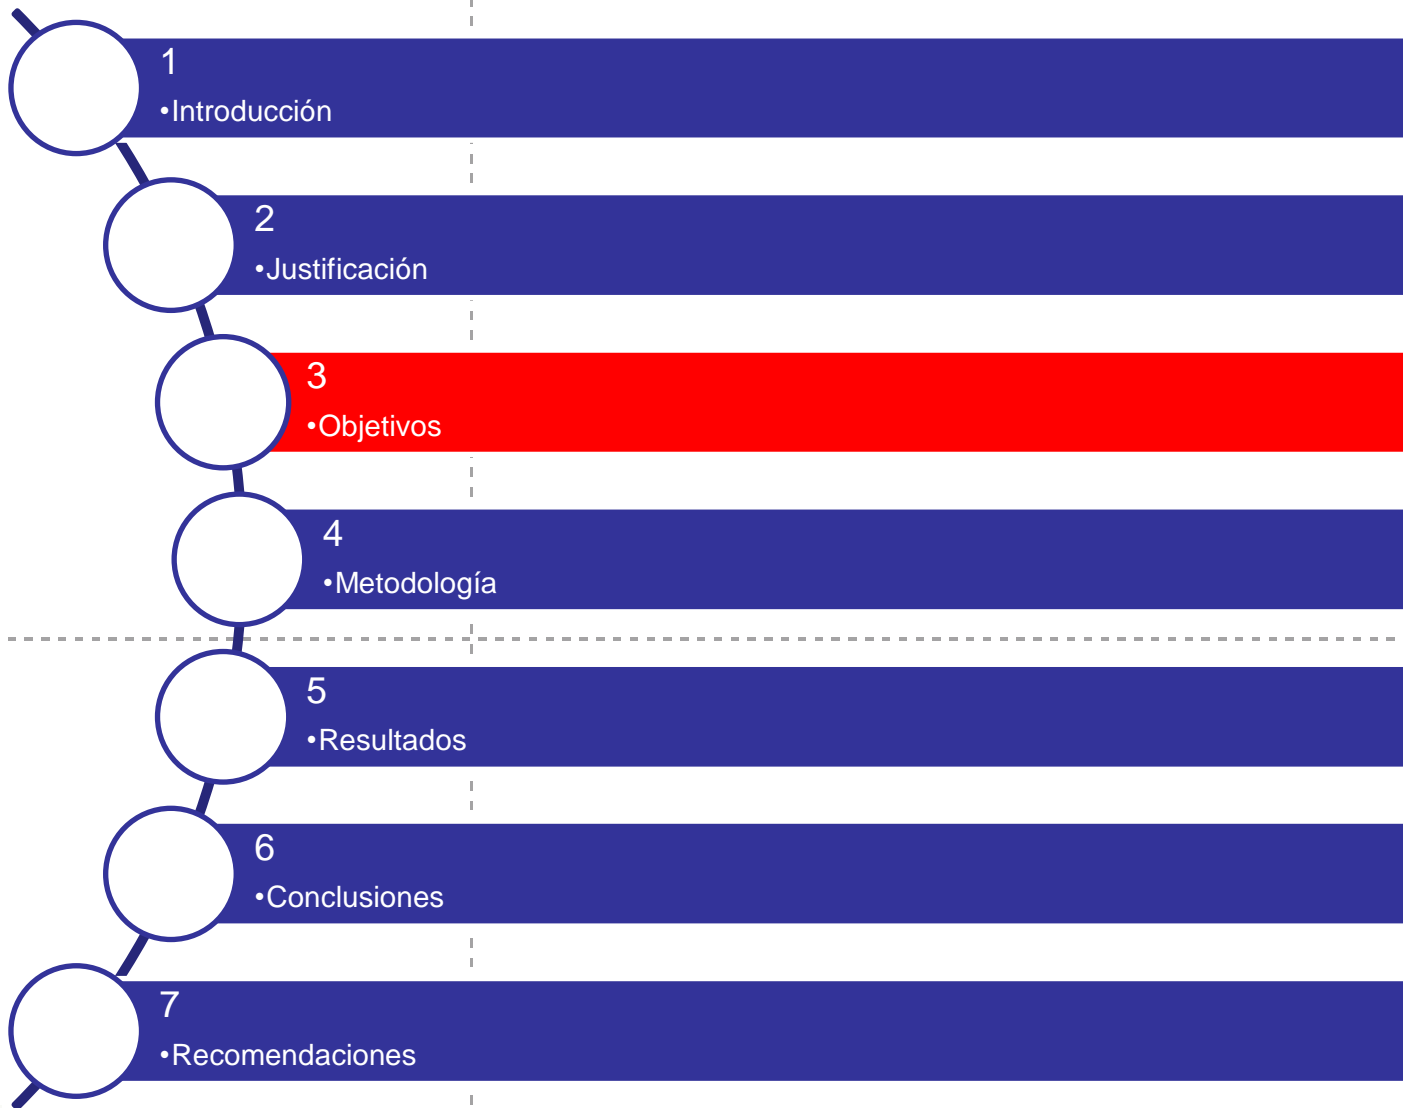 1
•Introducción
2
•Justificación
3
•Objetivos
4
•Metodología
5
•Resultados
6
•Conclusiones
7
•Recomendaciones